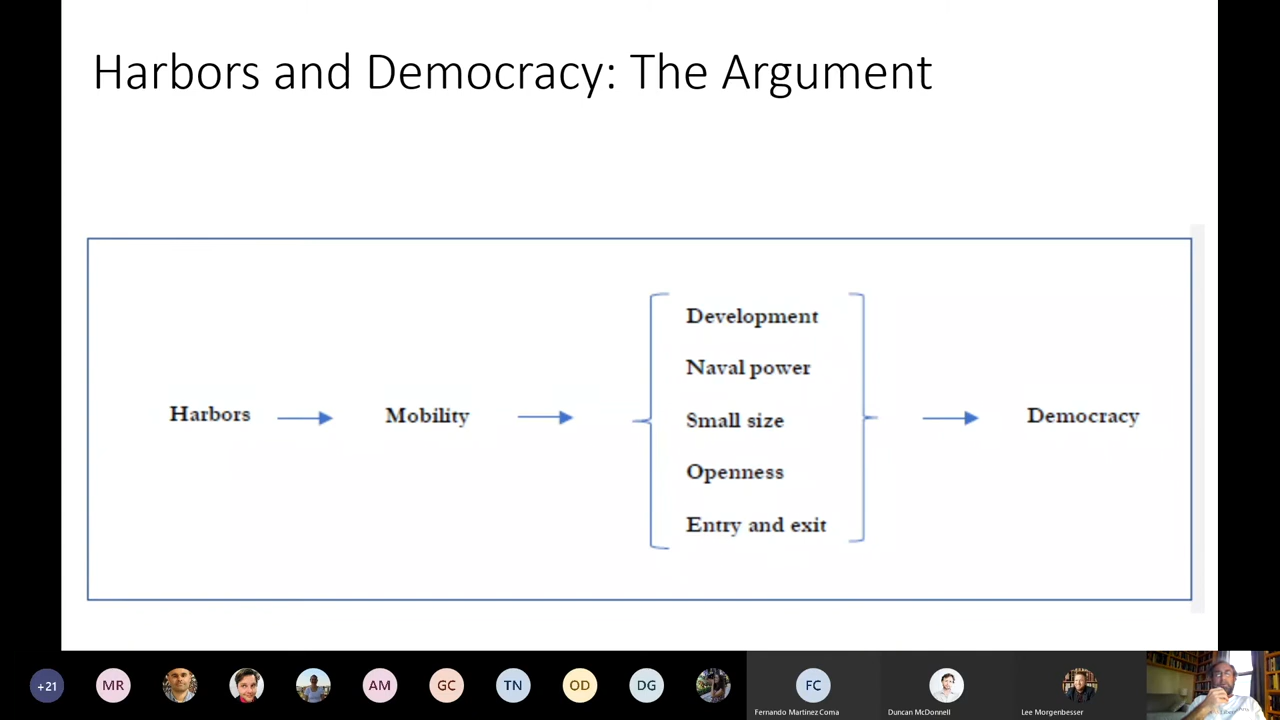 Harbors and Democracy: The Argument
Development
Naval power
Harbors
Mobility
Small size
Democracy
Openness
Entry and exit
+21
MR
AM
GC
TN
OD
DG
FC
Fernando Martinez Coma
Duncan McDonnell
Lee Morgenbesser